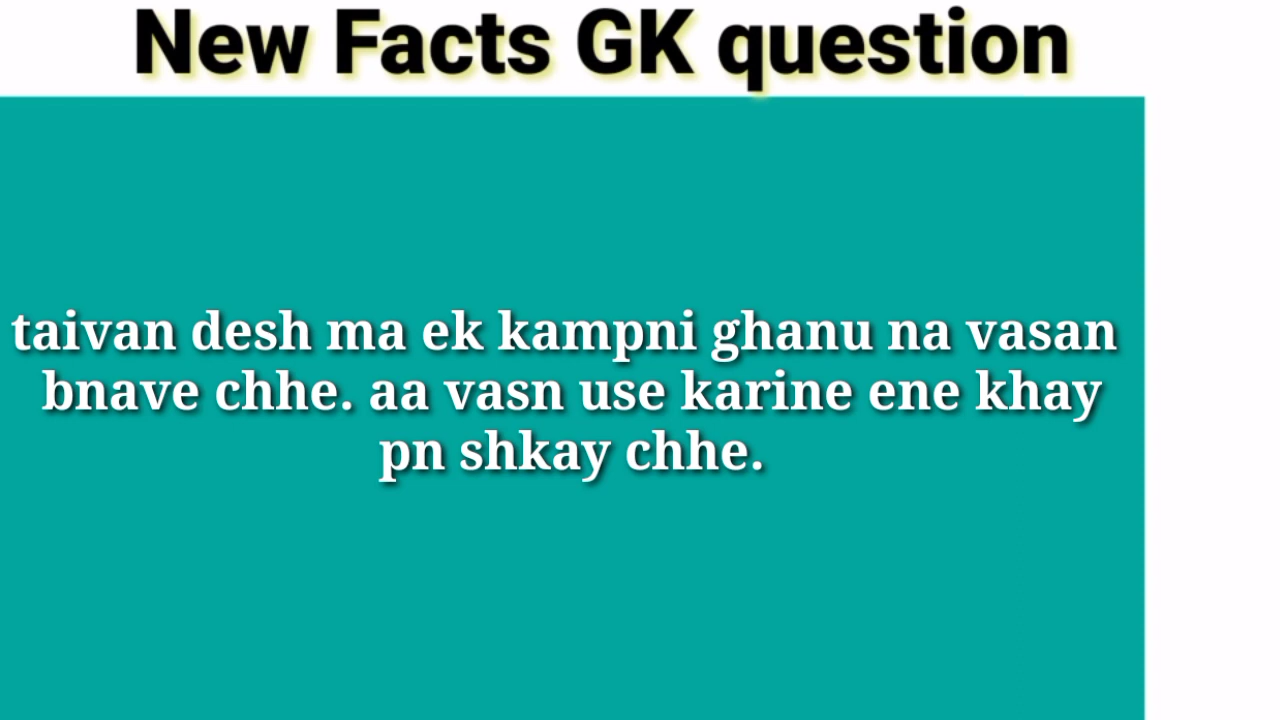 New Facts GK question
taivan desh ma ek kampni ghanu na vasan
bnave chhe. aa vasn use karine ene khay
pn shkay chhe.